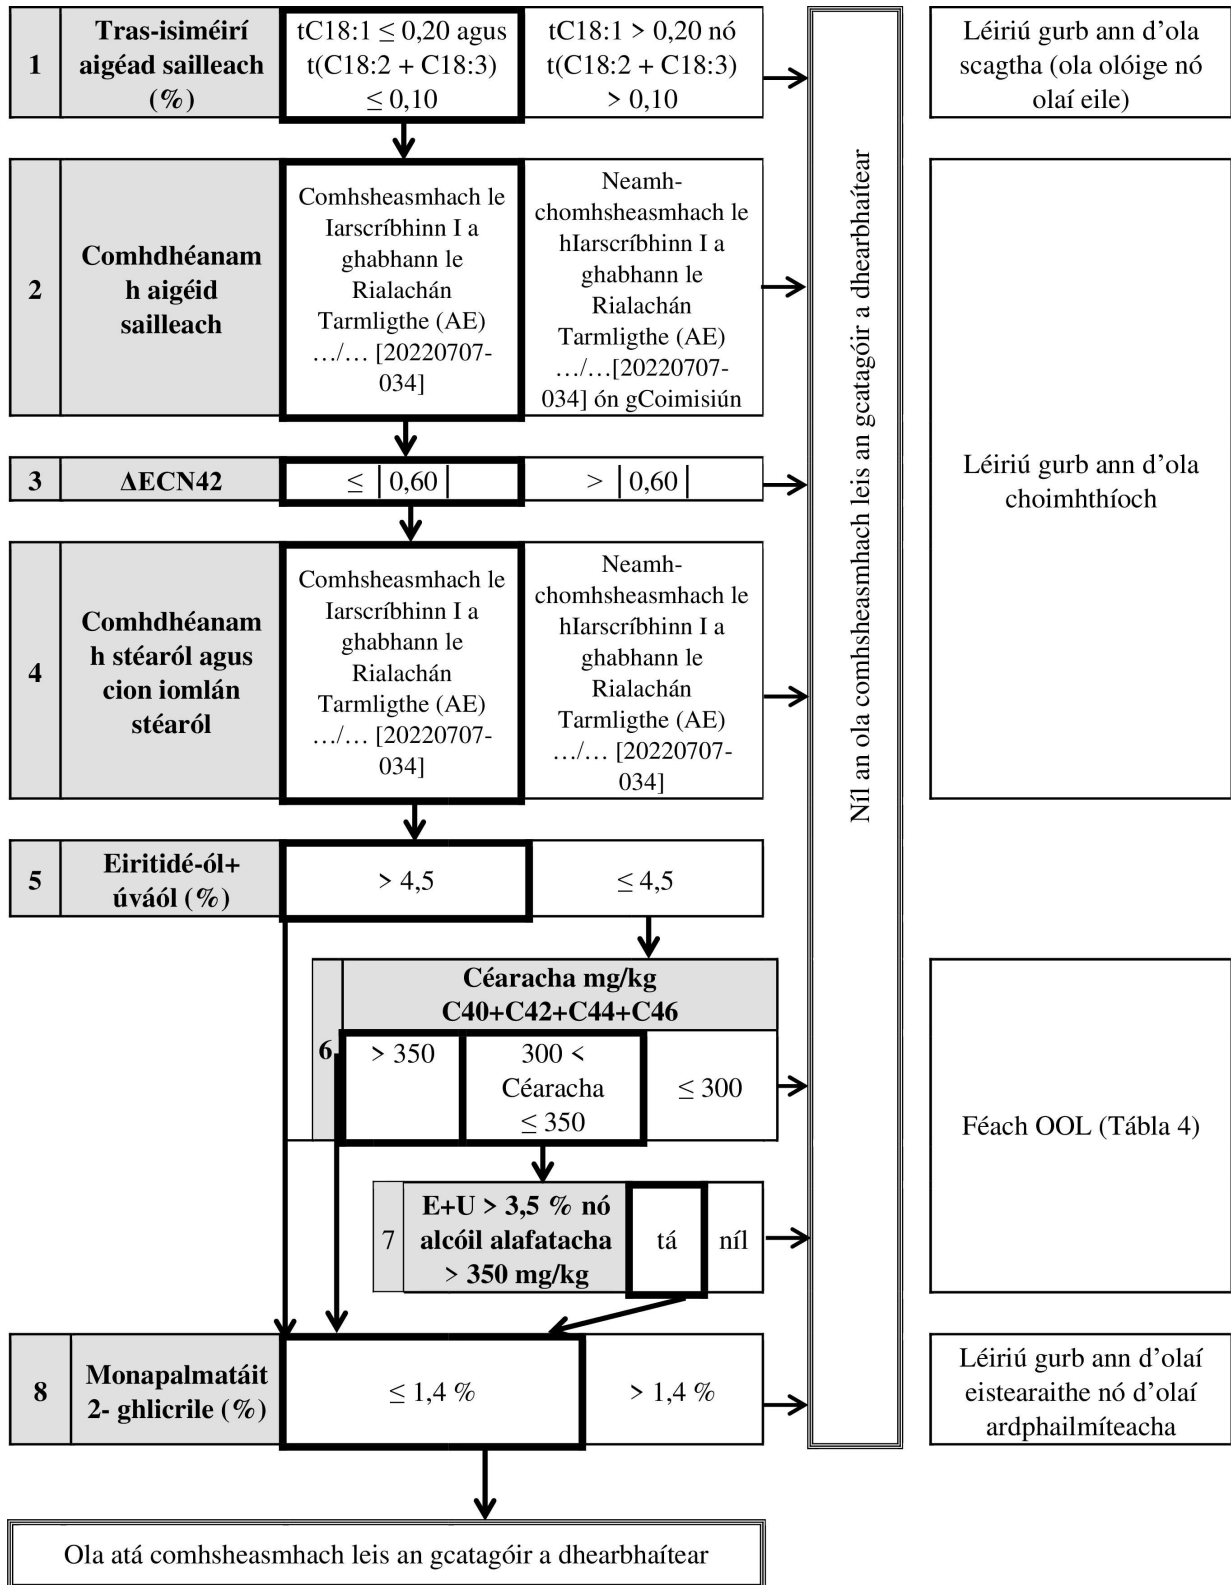 1
Tras-isiméirí
aigéad sailleach
(%)
tC18:1 ≤ 0,20 agus
t(C18:2 + C18:3)
≤ 0,10
tC18:1 > 0,20 nó
t(C18:2 + C18:3)
> 0,10
Léiriú gurb ann d’ola
scagtha (ola olóige nó
olaí eile)
Níl an ola comhsheasmhach leis an gcatagóir a dhearbhaítear
2
Comhdhéanam
h aigéid
sailleach
Comhsheasmhach le
Iarscríbhinn I a
ghabhann le
Rialachán
Tarmligthe (AE)
…/… [20220707-
034]
Neamh-
chomhsheasmhach le
hIarscríbhinn I a
ghabhann le
Rialachán
Tarmligthe (AE)
…/…[20220707-
034] ón gCoimisiún
Léiriú gurb ann d’ola
choimhthíoch
3
ΔECN42
≤ |0,60|
> |0,60|
4
Comhdhéanam
h stéaról agus
cion iomlán
stéaról
Comhsheasmhach le
Iarscríbhinn I a
ghabhann le
Rialachán
Tarmligthe (AE)
…/… [20220707-
034]
Neamh-
chomhsheasmhach le
hIarscríbhinn I a
ghabhann le
Rialachán
Tarmligthe (AE)
…/… [20220707-
034]
5
Eiritidé-ól+
úváól (%)
> 4,5
≤ 4,5
6
Céaracha mg/kg
C40+C42+C44+C46
> 350
300 <
Céaracha
≤ 350
≤ 300
Féach OOL (Tábla 4)
7
E+U > 3,5 % nó
alcóil alafatacha
> 350 mg/kg
tá
níl
8
Monapalmatáit
2- ghlicrile (%)
≤ 1,4 %
> 1,4 %
Léiriú gurb ann d’olaí
eistearaithe nó d’olaí
ardphailmíteacha
Ola atá comhsheasmhach leis an gcatagóir a dhearbhaítear